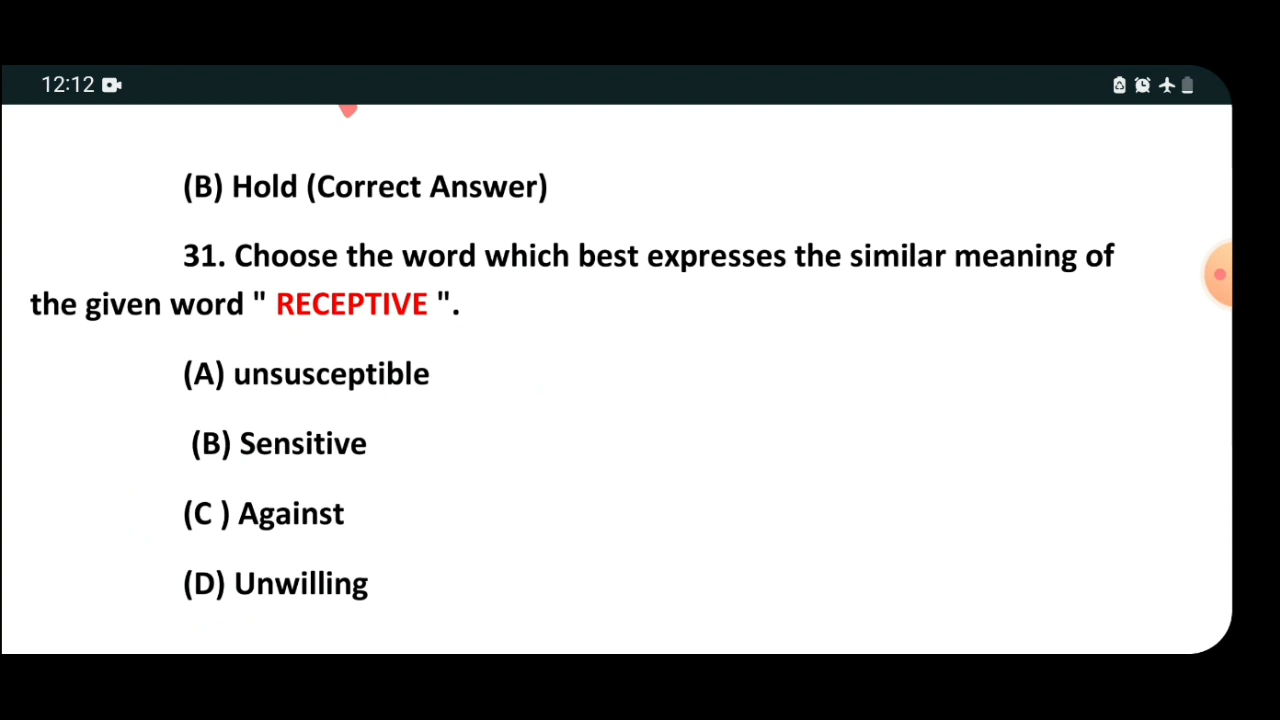 12:12
(B) Hold (Correct Answer)
31. Choose the word which best expresses the similar meaning of
the given word " RECEPTIVE ".
(A) unsusceptible
(B) Sensitive
(C ) Against
(D) Unwilling